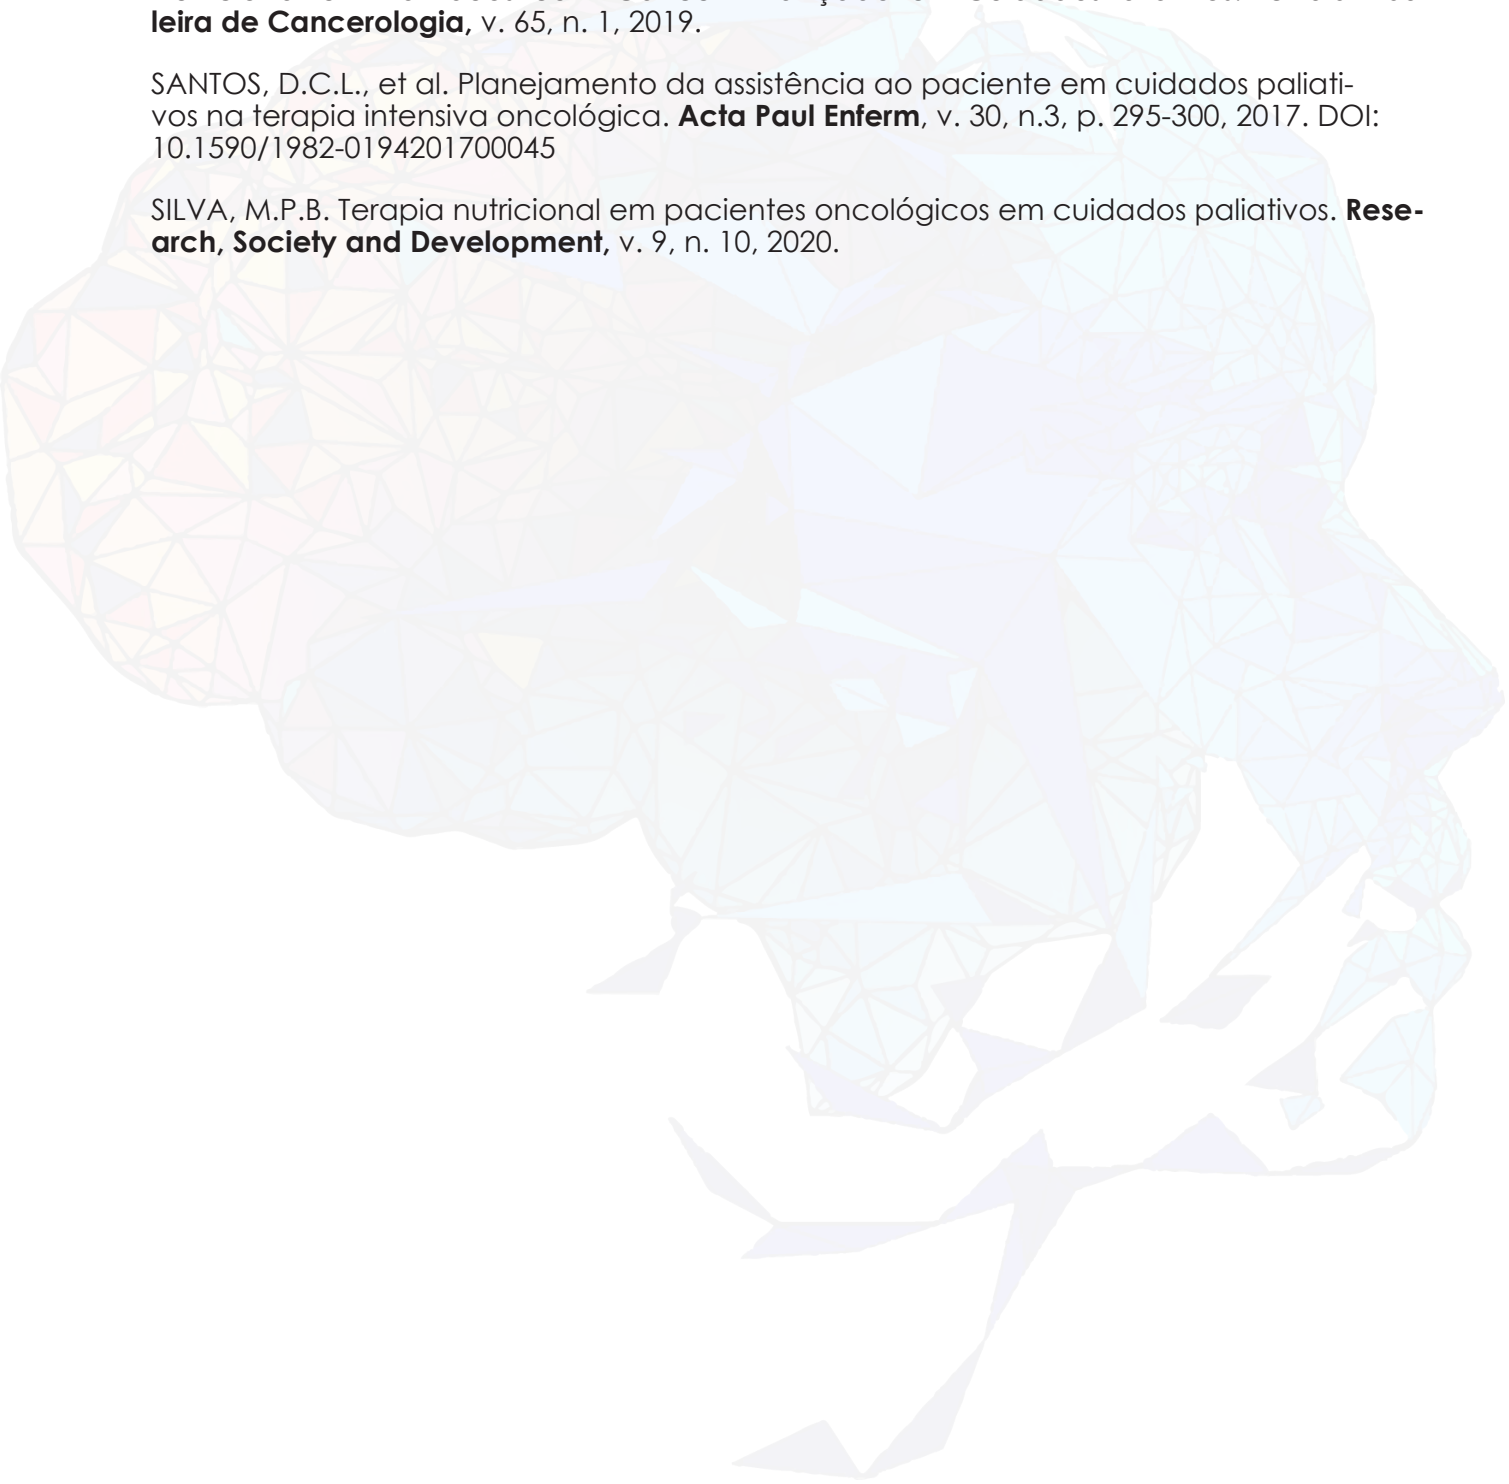 leira de Cancerologia, v. 65, n. 1, 2019.
SANTOS, D.C.L., et al. Planejamento da assistência ao paciente em cuidados paliati-
vos na terapia intensiva oncológica. Acta Paul Enferm, v. 30, n.3, p. 295-300, 2017. DOI:
10.1590/1982-0194201700045
SILVA, M.P.B. Terapia nutricional em pacientes oncológicos em cuidados paliativos. Rese-
arch, Society and Development, v. 9, n. 10, 2020.